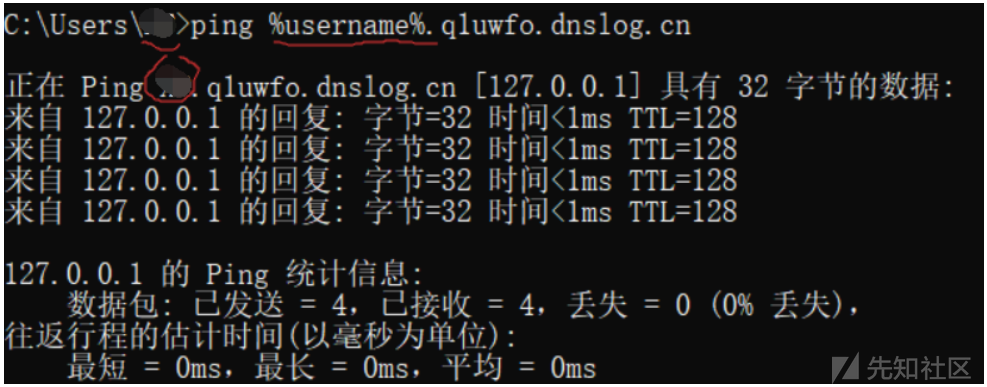 C:\Users\>ping %username%.qluwfo.dnslog.cn
正在 Ping .qluwfo.dnslog.cn [127.0.0.1] 具有 32 字节的数据:
来自 127.0.0.1 的回复: 字节=32 时间<1ms TTL=128
来自 127.0.0.1 的回复: 字节=32 时间<1ms TTL=128
来自 127.0.0.1 的回复: 字节=32 时间<1ms TTL=128
来自 127.0.0.1 的回复: 字节=32 时间<1ms TTL=128
127.0.0.1 的 Ping 统计信息:
数据包: 已发送 = 4，已接收 = 4，丢失 = 0 (0% 丢失)，
往返行程的估计时间(以毫秒为单位):
最短 = 0ms，最长 = 0ms，平均 = 0ms
先知社区